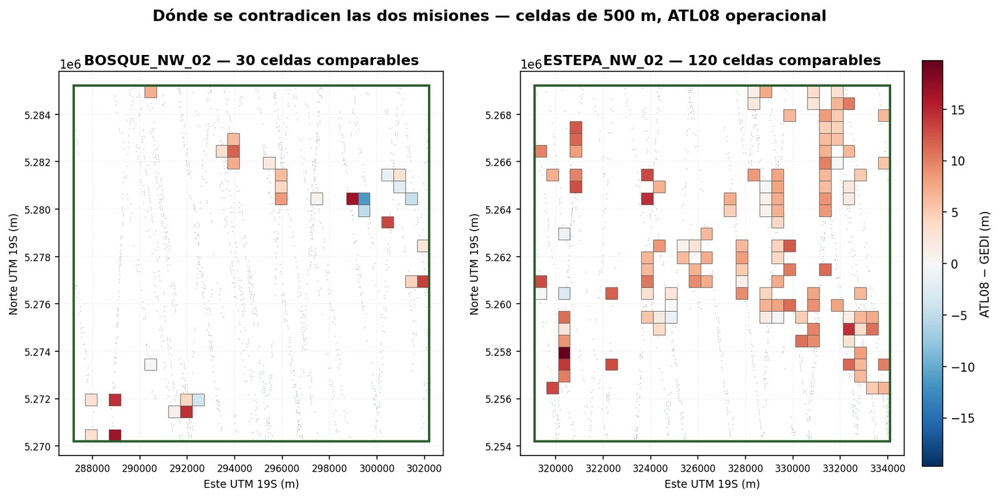 Dónde se contradicen las dos misiones — celdas de 500 m, ATL08 operacional
1e6 BOSQUE_NW_02 — 30 celdas comparables
5.284
5.282
5.280
5.278
5.276
5.274
5.272
5.270
Norte UTM 19S (m)
288000 290000 292000 294000 296000 298000 300000 302000
Este UTM 19S (m)
1e6 ESTEPA_NW_02 — 120 celdas comparables
5.268
5.266
5.264
5.262
5.260
5.258
5.256
5.254
Norte UTM 19S (m)
320000 322000 324000 326000 328000 330000 332000 334000
Este UTM 19S (m)
15
10
5
0
−5
−10
−15
ATL08 − GEDI (m)